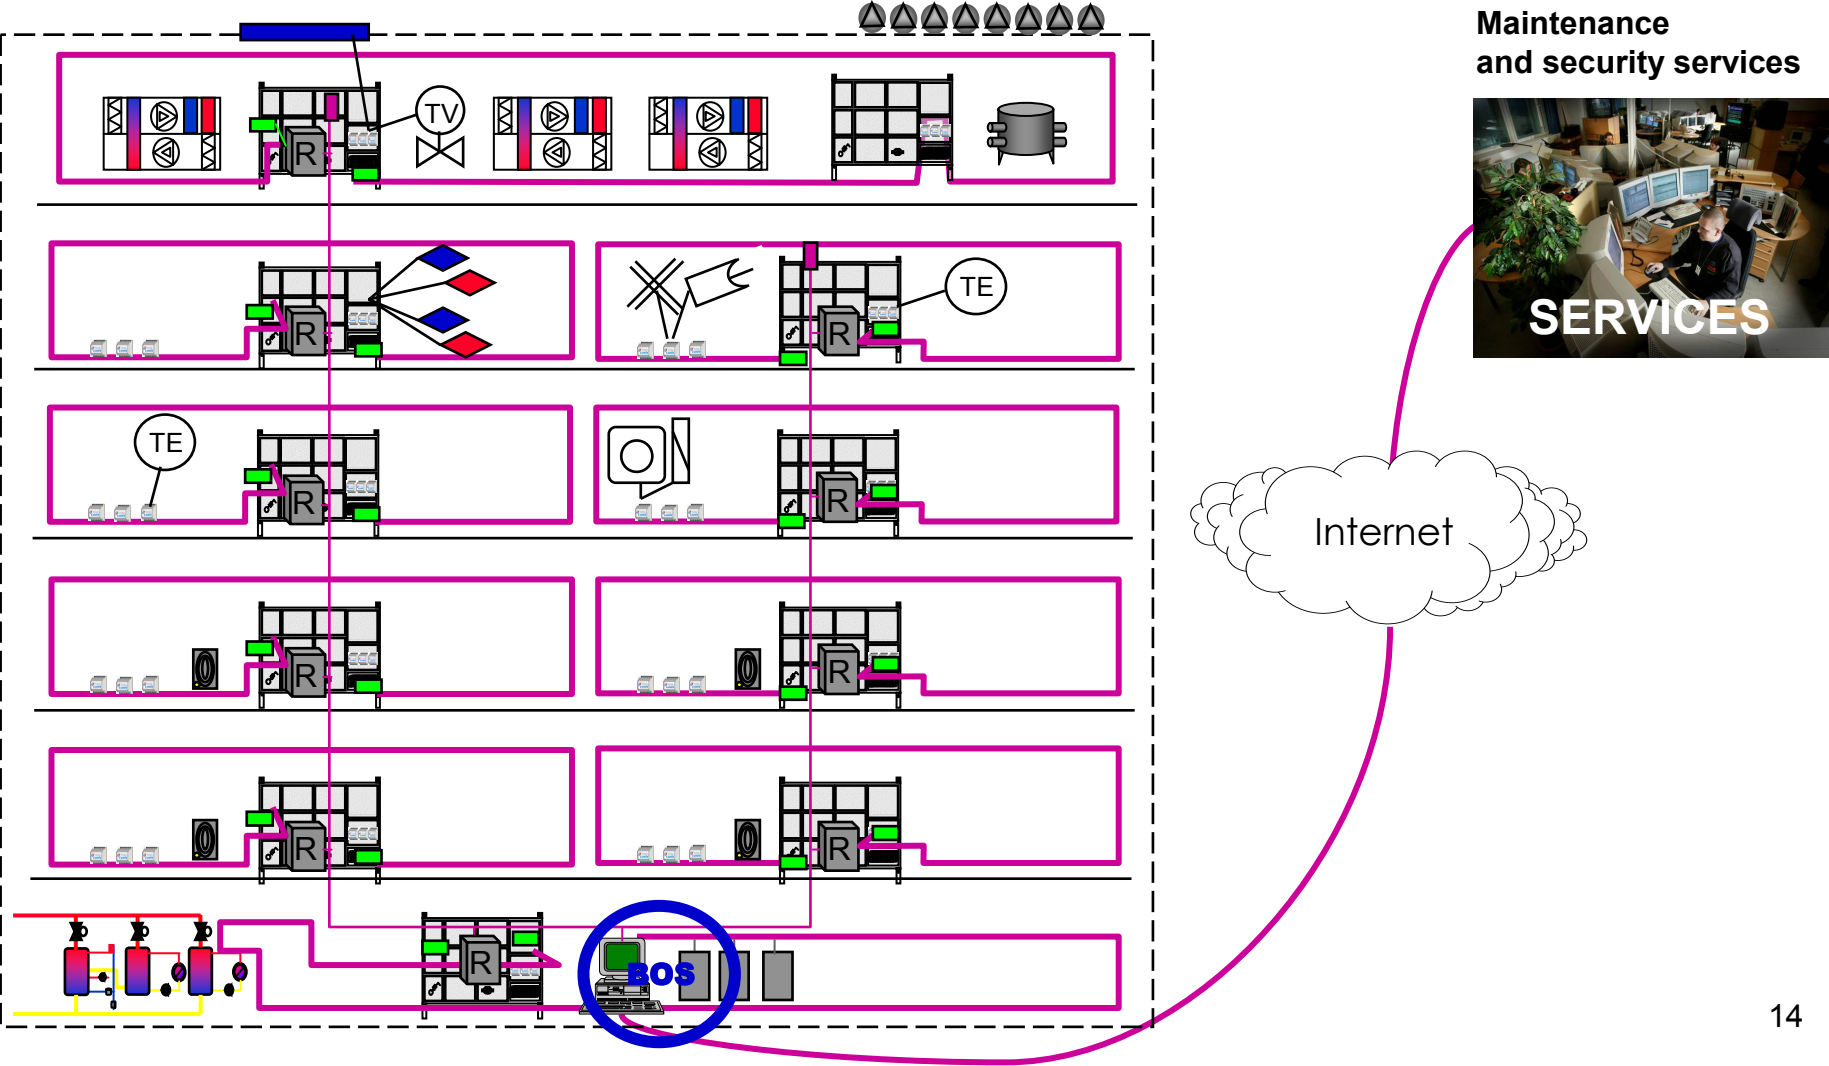 Maintenance
and security services
TV
R
R
R
TE
SERVICES
TE
R
R
Internet
R
R
R
R
R
BOS
14